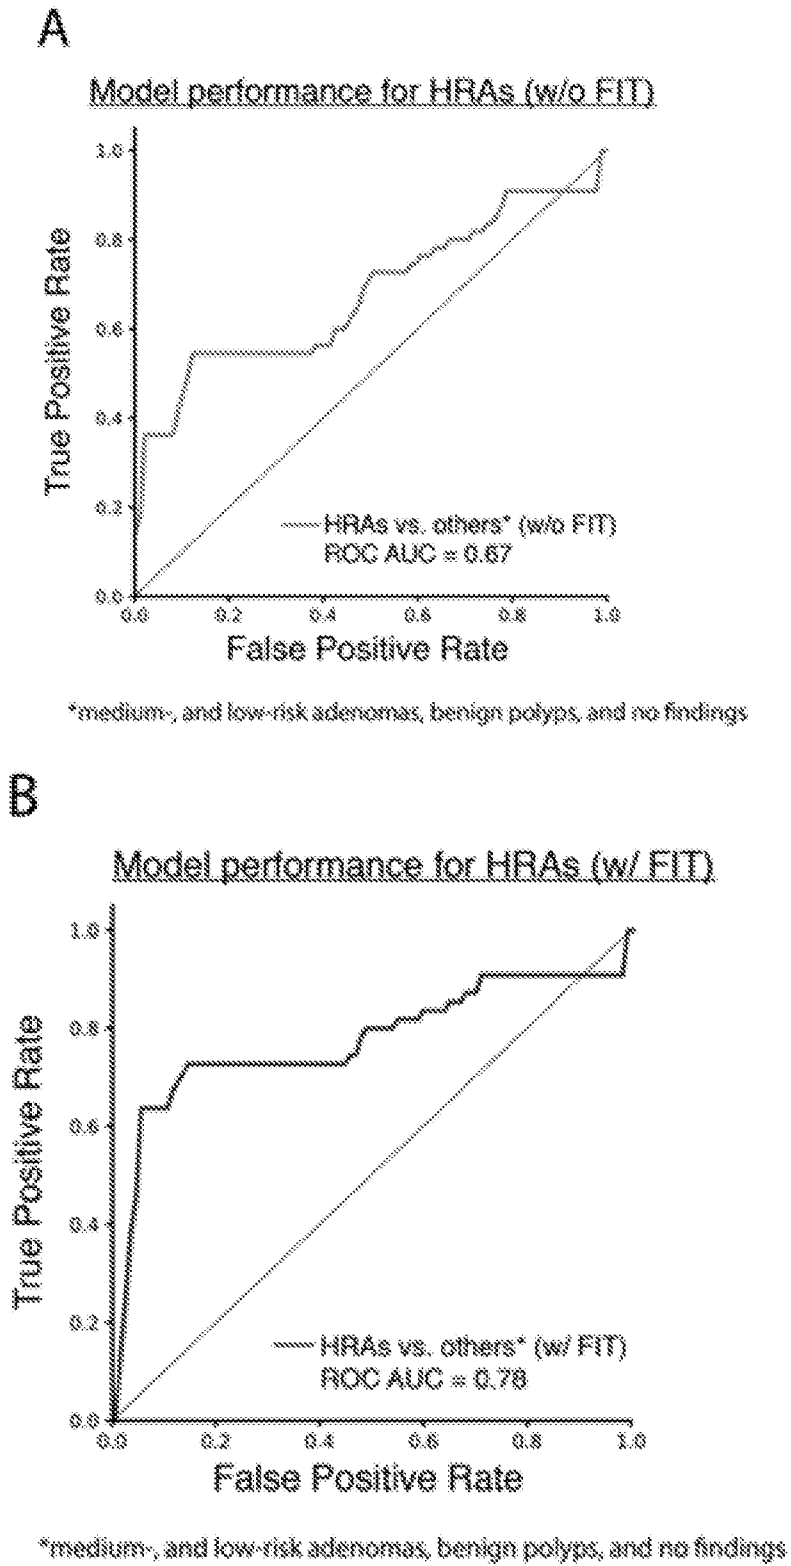 A
Model performance for HRAs (w/o FIT)
1.0
0.8
0.6
0.4
0.2
0.0
True Positive Rate
HRAs vs. others* (w/o FIT)
ROC AUC = 0.67
0.0 0.2 0.4 0.6 0.8 1.0
False Positive Rate
*medium-, and low-risk adenomas, benign polyps, and no findings
B
Model performance for HRAs (w/ FIT)
1.0
0.8
0.6
0.4
0.2
0.0
True Positive Rate
HRAs vs. others* (w/ FIT)
ROC AUC = 0.78
0.0 0.2 0.4 0.6 0.8 1.0
False Positive Rate
*medium-, and low-risk adenomas, benign polyps, and no findings